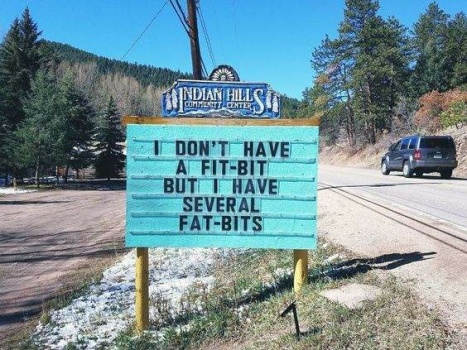 INDIAN HILLS
COMMUNITY CENTER
I DON'T HAVE
A FIT-BIT
BUT I HAVE
SEVERAL
FAT-BITS